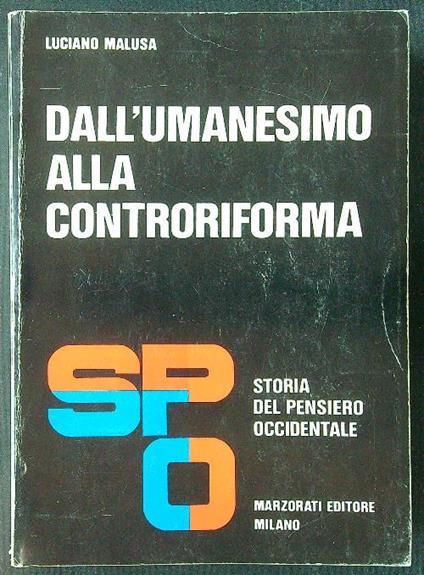 LUCIANO MALUSA
DALL'UMANESIMO
ALLA
CONTRORIFORMA
SPO
STORIA
DEL PENSIERO
OCCIDENTALE
MARZORATI EDITORE
MILANO